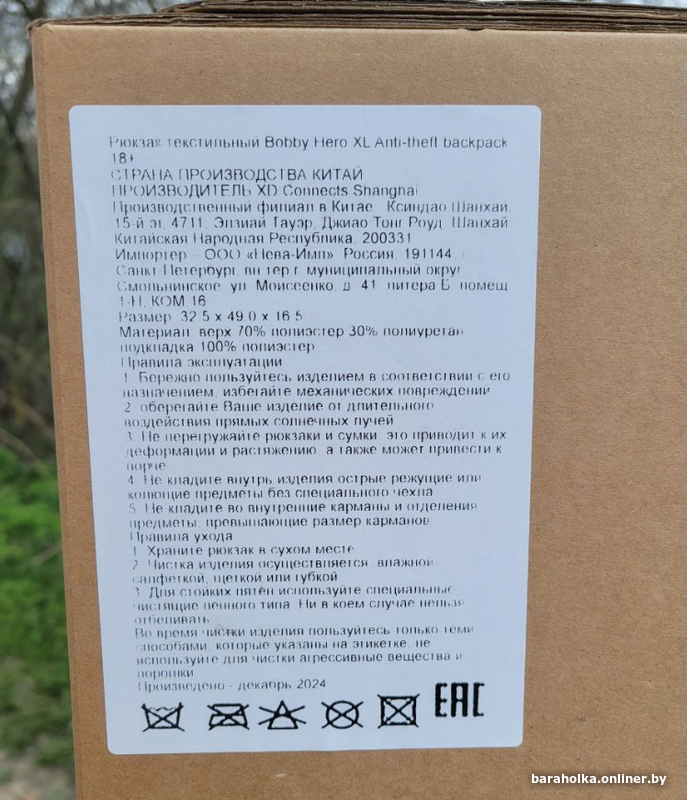 Рюкзак текстильный Bobby Hero XL Anti-theft backpack
18+
СТРАНА ПРОИЗВОДСТВА КИТАЙ
ПРОИЗВОДИТЕЛЬ XD Connects Shanghai
Производственный филиал в Китае Ксиндао Шанхай,
15-й эт, 4711, Элзиай Тауэр, Джиао Тонг Роуд, Шанхай
Китайская Народная Республика, 200331
Импортер - ООО «Нева-Имп» Россия, 191144
Санкт-Петербург, вн.тер.г. муниципальный округ
Смольнинское, ул. Моисеенко, д. 41, литера Б, помещ.
1-Н, КОМ 16
Размер 32.5 x 49.0 x 16.5
Материал: верх 70% полиэстер 30% полиуретан
подкладка 100% полиэстер
Правила эксплуатации
1. Бережно пользуйтесь изделием в соответствии с его
назначением, избегайте механических повреждений
2. оберегайте Ваше изделие от длительного
воздействия прямых солнечных лучей
3. Не перегружайте рюкзаки и сумки, это приводит к их
деформации и растяжению, а также может привести к
порче
4. Не кладите внутрь изделия острые режущие или
колющие предметы без специального чехла
5. Не кладите во внутренние карманы и отделения
предметы, превышающие размер карманов
Правила ухода
1. Храните рюкзак в сухом месте
2. Чистка изделия осуществляется влажной
салфеткой, щеткой или губкой
3. Для стойких пятен используйте специальные
чистящие пенного типа. Ни в коем случае нельзя
отбеливать
Во время чистки изделия пользуйтесь только теми
способами, которые указаны на этикетке, не
используйте для чистки агрессивные вещества и
порошки
Произведено - декабрь 2024
EAC
baraholka.onliner.by